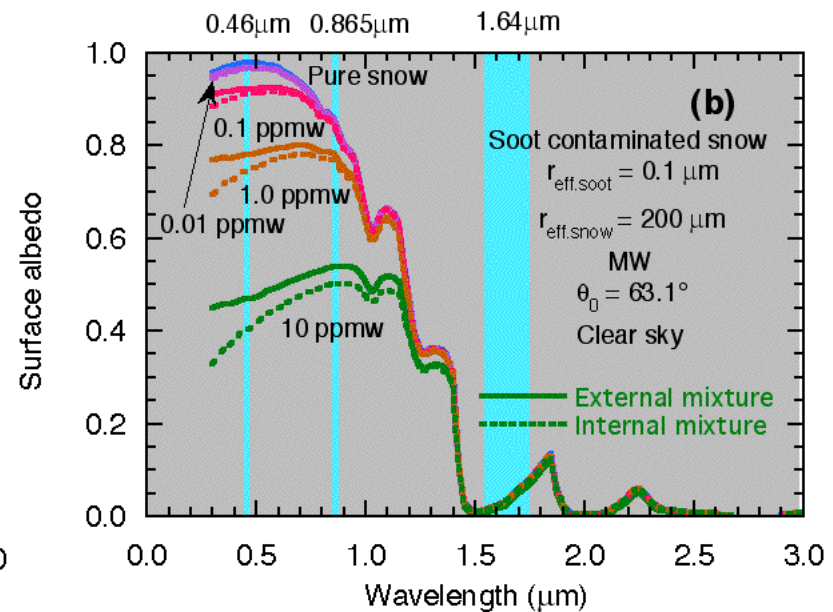 0.46μm 0.865μm 1.64μm
1.0
Pure snow
(b)
Soot contaminated snow
0.1 ppmw
0.8
r eff.soot = 0.1 μm
1.0 ppmw
0.01 ppmw
r eff.snow = 200 μm
0.6
MW
θ0 = 63.1°
10 ppmw
Clear sky
0.4
External mixture
Internal mixture
0.2
0.0
Surface albedo
0.0 0.5 1.0 1.5 2.0 2.5 3.0
Wavelength (μm)